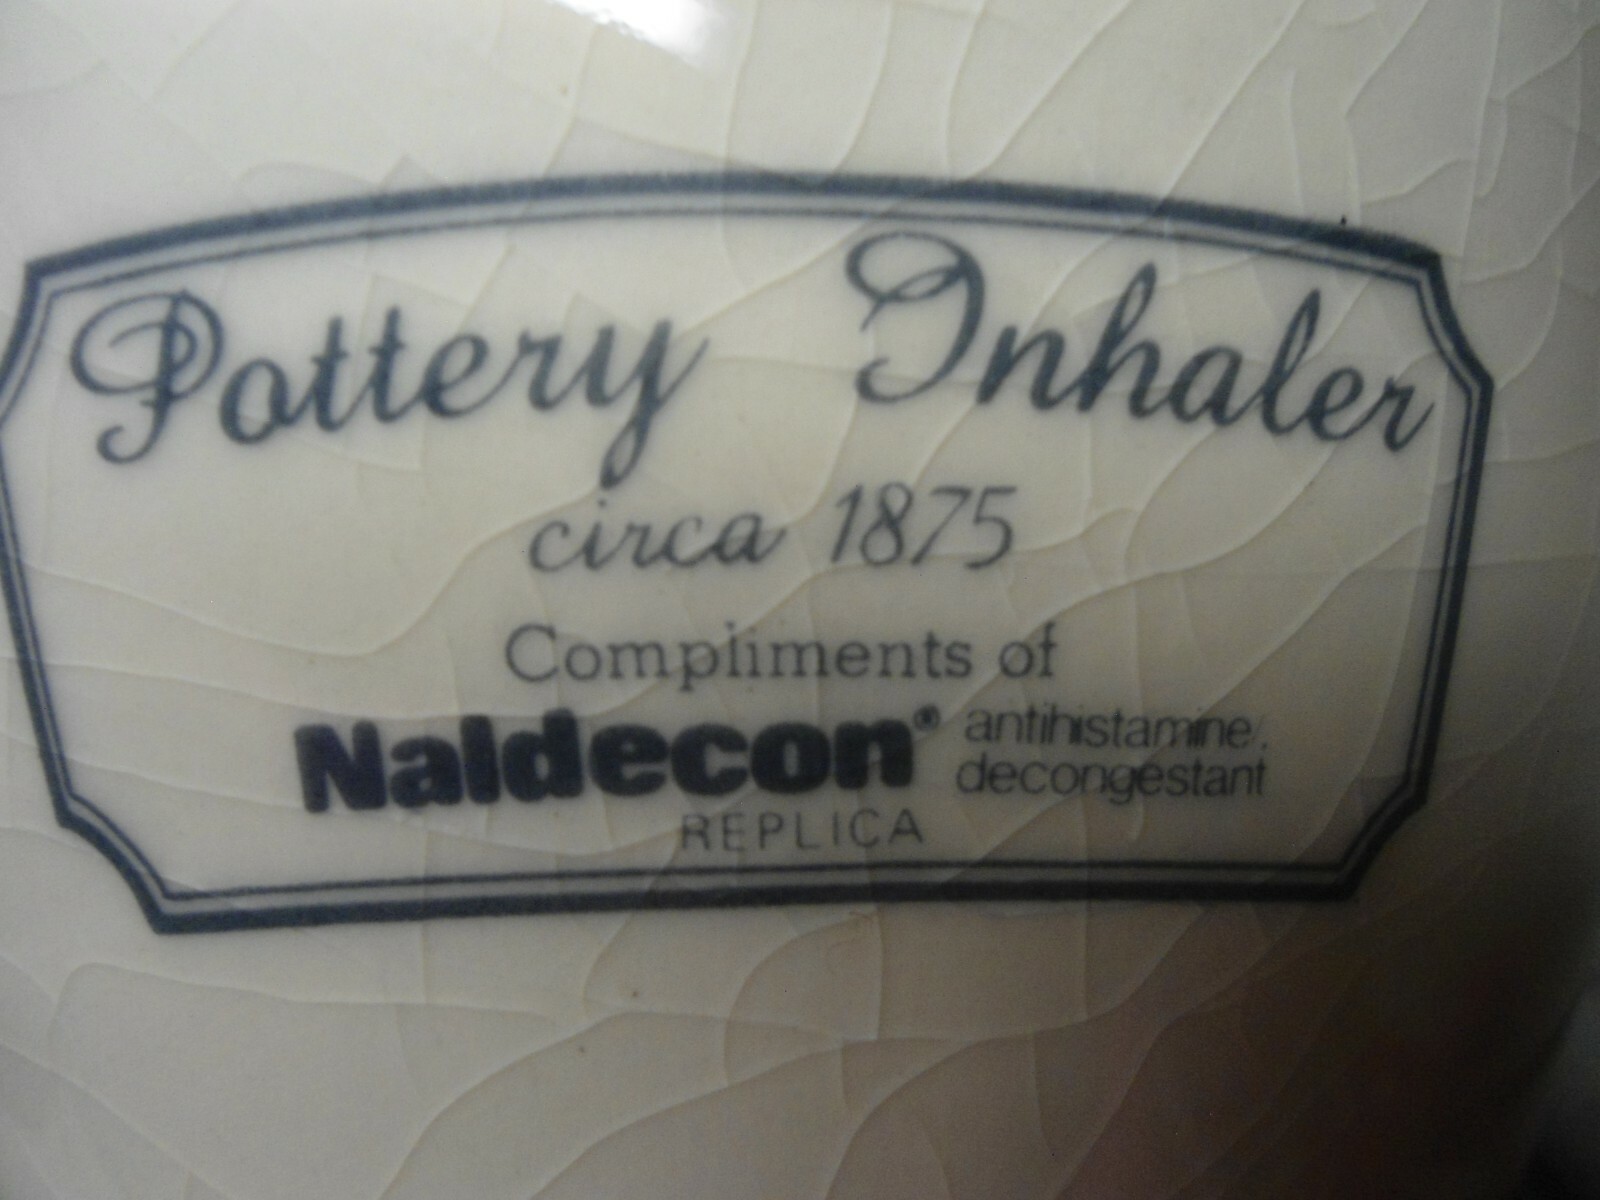 Pottery Inhaler
circa 1875
Compliments of
Naldecon® antihistamine/
decongestant
REPLICA